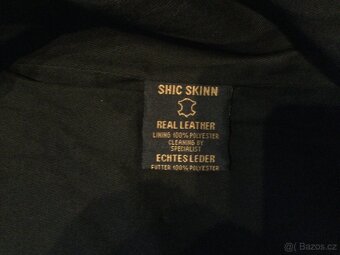 SHIC SKINN
REAL LEATHER
LINING 100% POLYESTER
CLEANING BY
SPECIALIST
ECHTES LEDER
FUTTER 100% POLYESTER
Bazos.cz